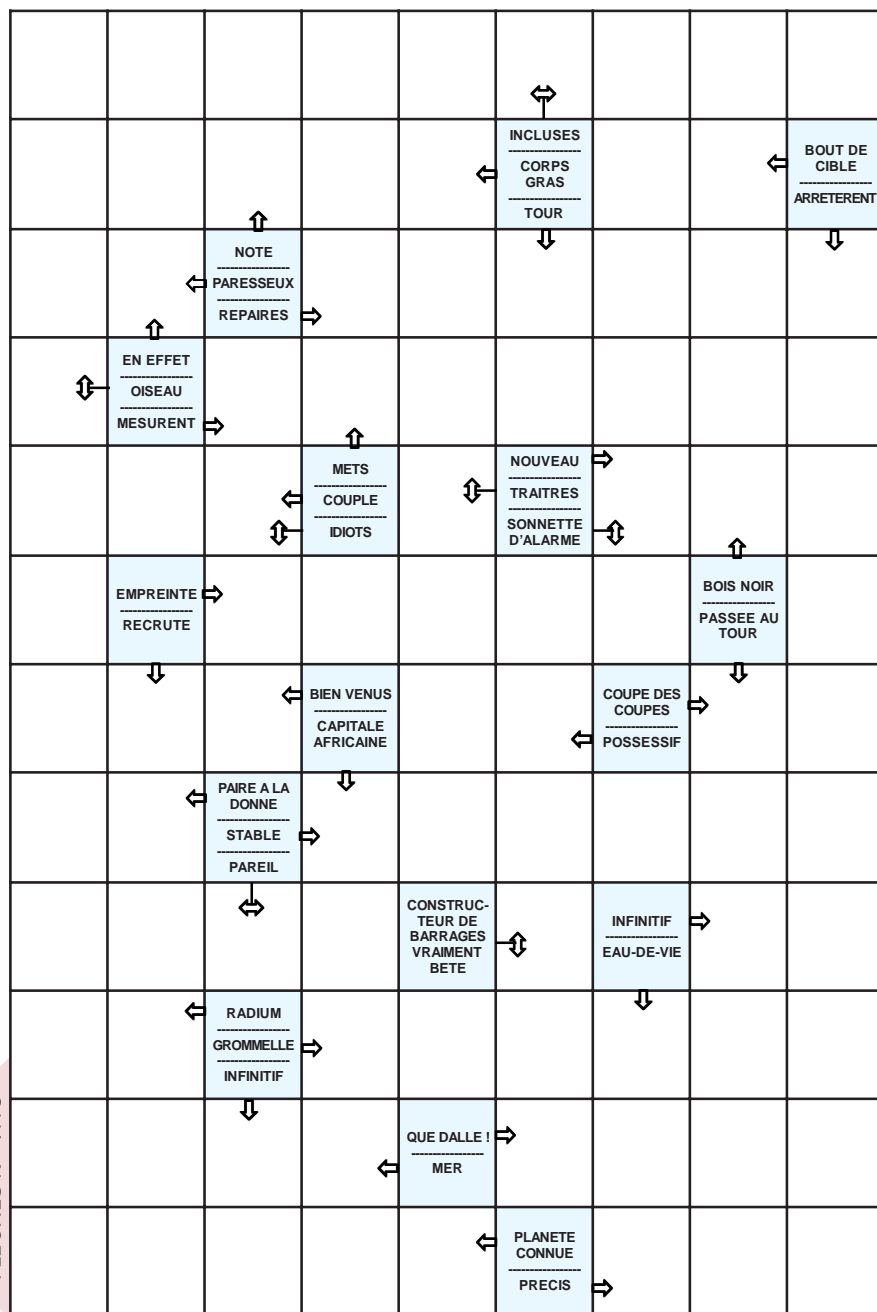 INCLUSES
CORPS
GRAS
TOUR
BOUT DE
CIBLE
ARRETERENT
NOTE
PARESSEUX
REPAIRES
EN EFFET
OISEAU
MESURENT
METS
COUPLE
IDIOTS
NOUVEAU
TRAITRES
SONNETTE
D'ALARME
EMPREINTE
RECRUTE
BOIS NOIR
PASSEE AU
TOUR
BIEN VENUS
CAPITALE
AFRICAINE
COUPE DES
COUPES
POSSESSIF
PAIRE A LA
DONNE
STABLE
PAREIL
CONSTRUC-
TEUR DE
BARRAGES
VRAIMENT
BETE
INFINITIF
EAU-DE-VIE
RADIUM
GROMMELLE
INFINITIF
QUE DALLE !
MER
PLANETE
CONNUE
PRECIS